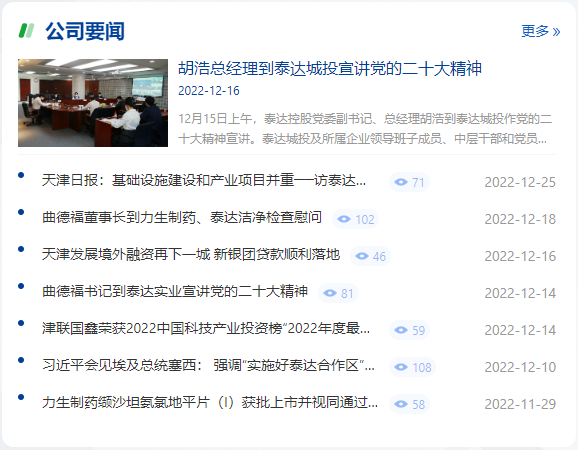 公司要闻
更多 »
胡浩总经理到泰达城投宣讲党的二十大精神
2022-12-16
12月15日上午，泰达控股党委副书记、总经理胡浩到泰达城投作党的二
十大精神宣讲。泰达城投及所属企业领导班子成员、中层干部和党员...
天津日报：基础设施建设和产业项目并重──访泰达... 71 2022-12-25
曲德福董事长到力生制药、泰达洁净检查慰问 102 2022-12-18
天津发展境外融资再下一城 新银团贷款顺利落地 46 2022-12-16
曲德福书记到泰达实业宣讲党的二十大精神 81 2022-12-14
津联国鑫荣获2022中国科技产业投资榜“2022年度最... 59 2022-12-14
习近平会见埃及总统塞西： 强调“实施好泰达合作区”... 108 2022-12-10
力生制药缬沙坦氨氯地平片（I）获批上市并视同通过... 58 2022-11-29